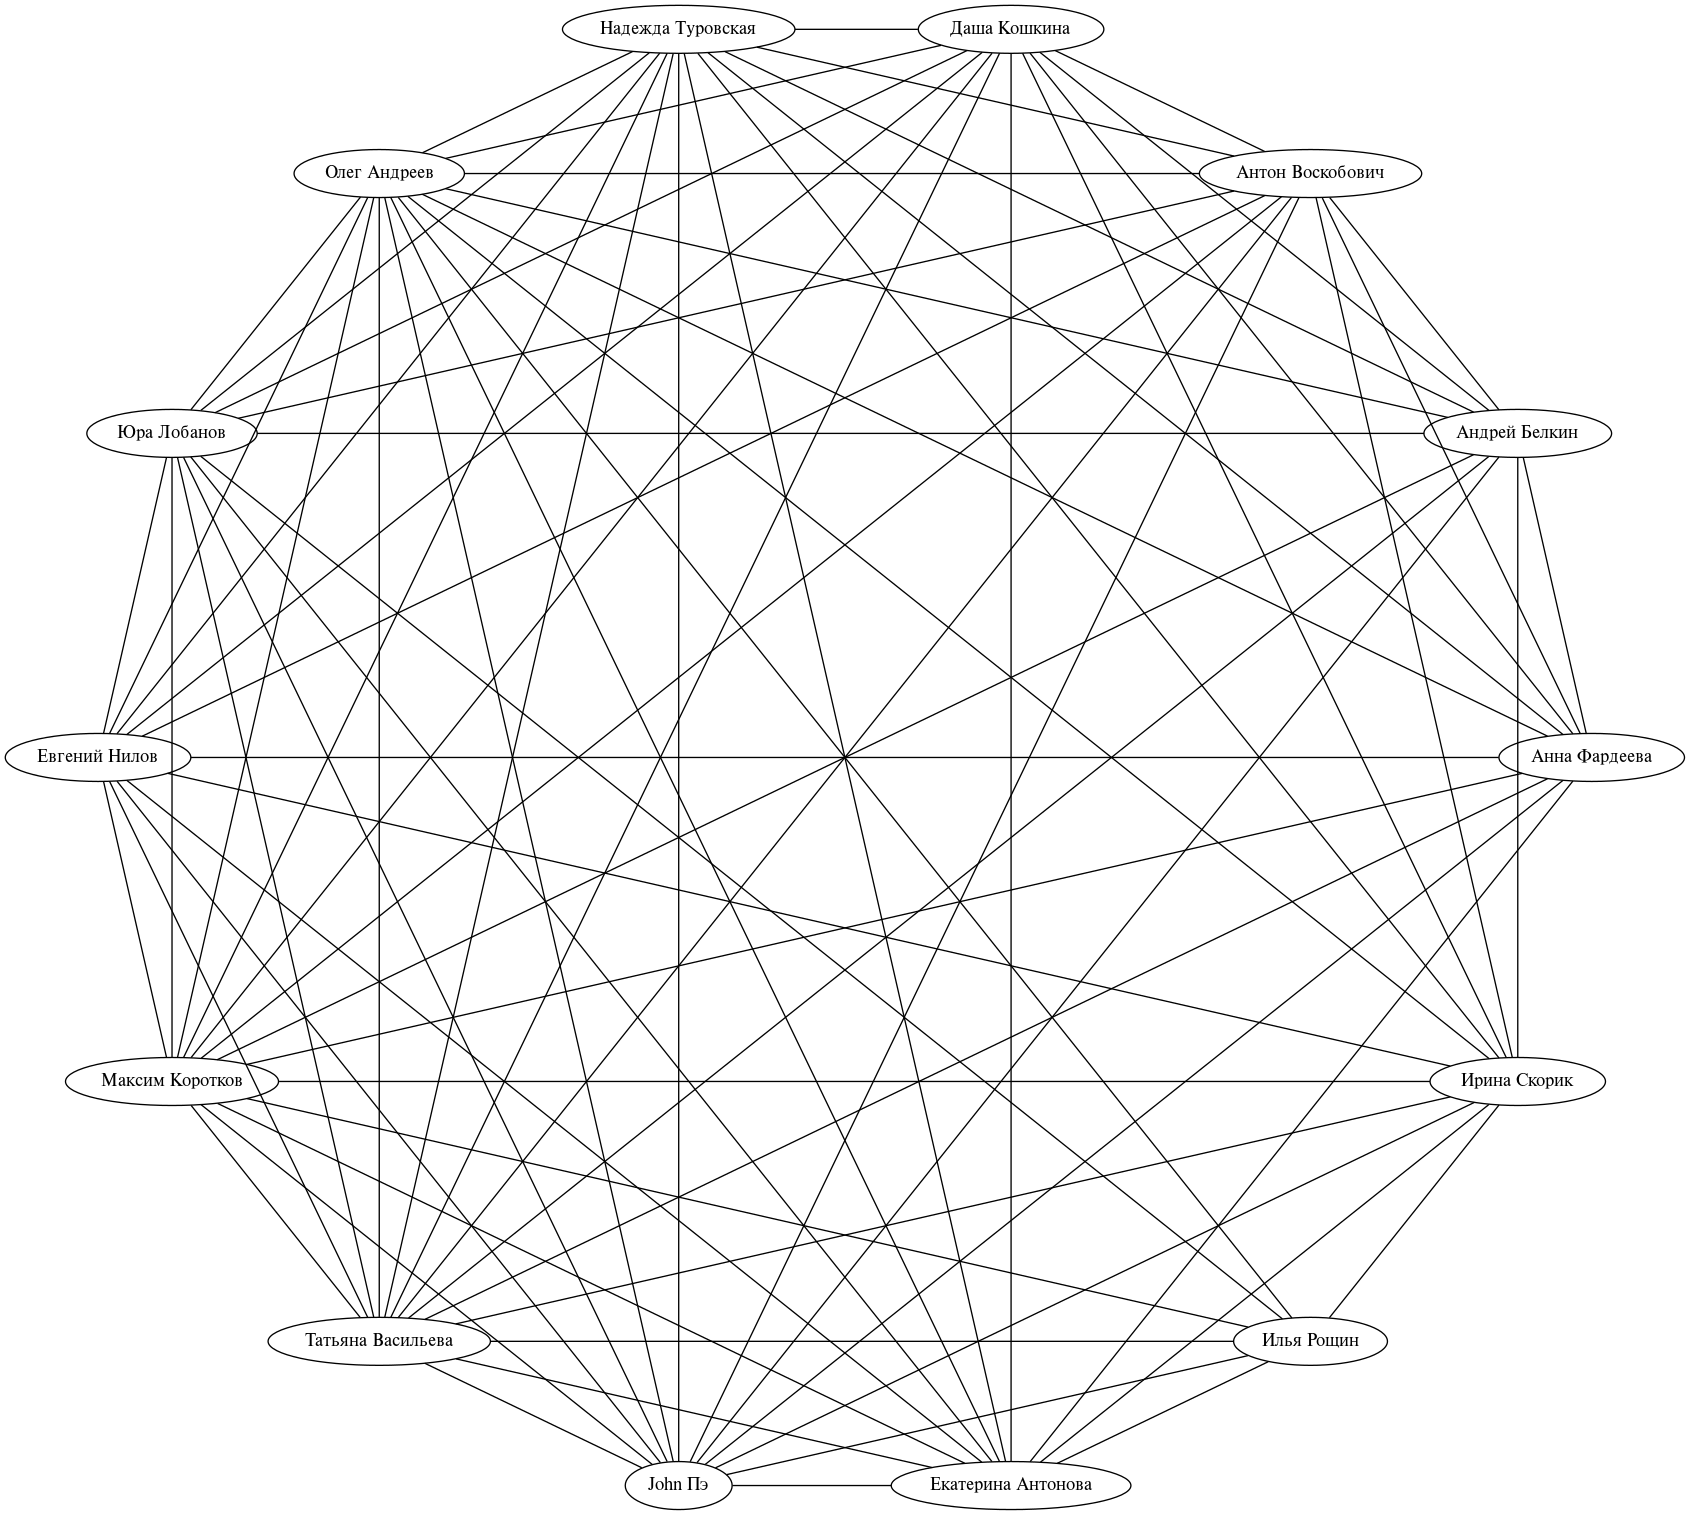 Надежда Туровская
Даша Кошкина
Олег Андреев
Антон Воскобович
Юра Лобанов
Андрей Белкин
Евгений Нилов
Анна Фардеева
Максим Коротков
Ирина Скорик
Татьяна Васильева
Илья Рощин
John Пэ
Екатерина Антонова